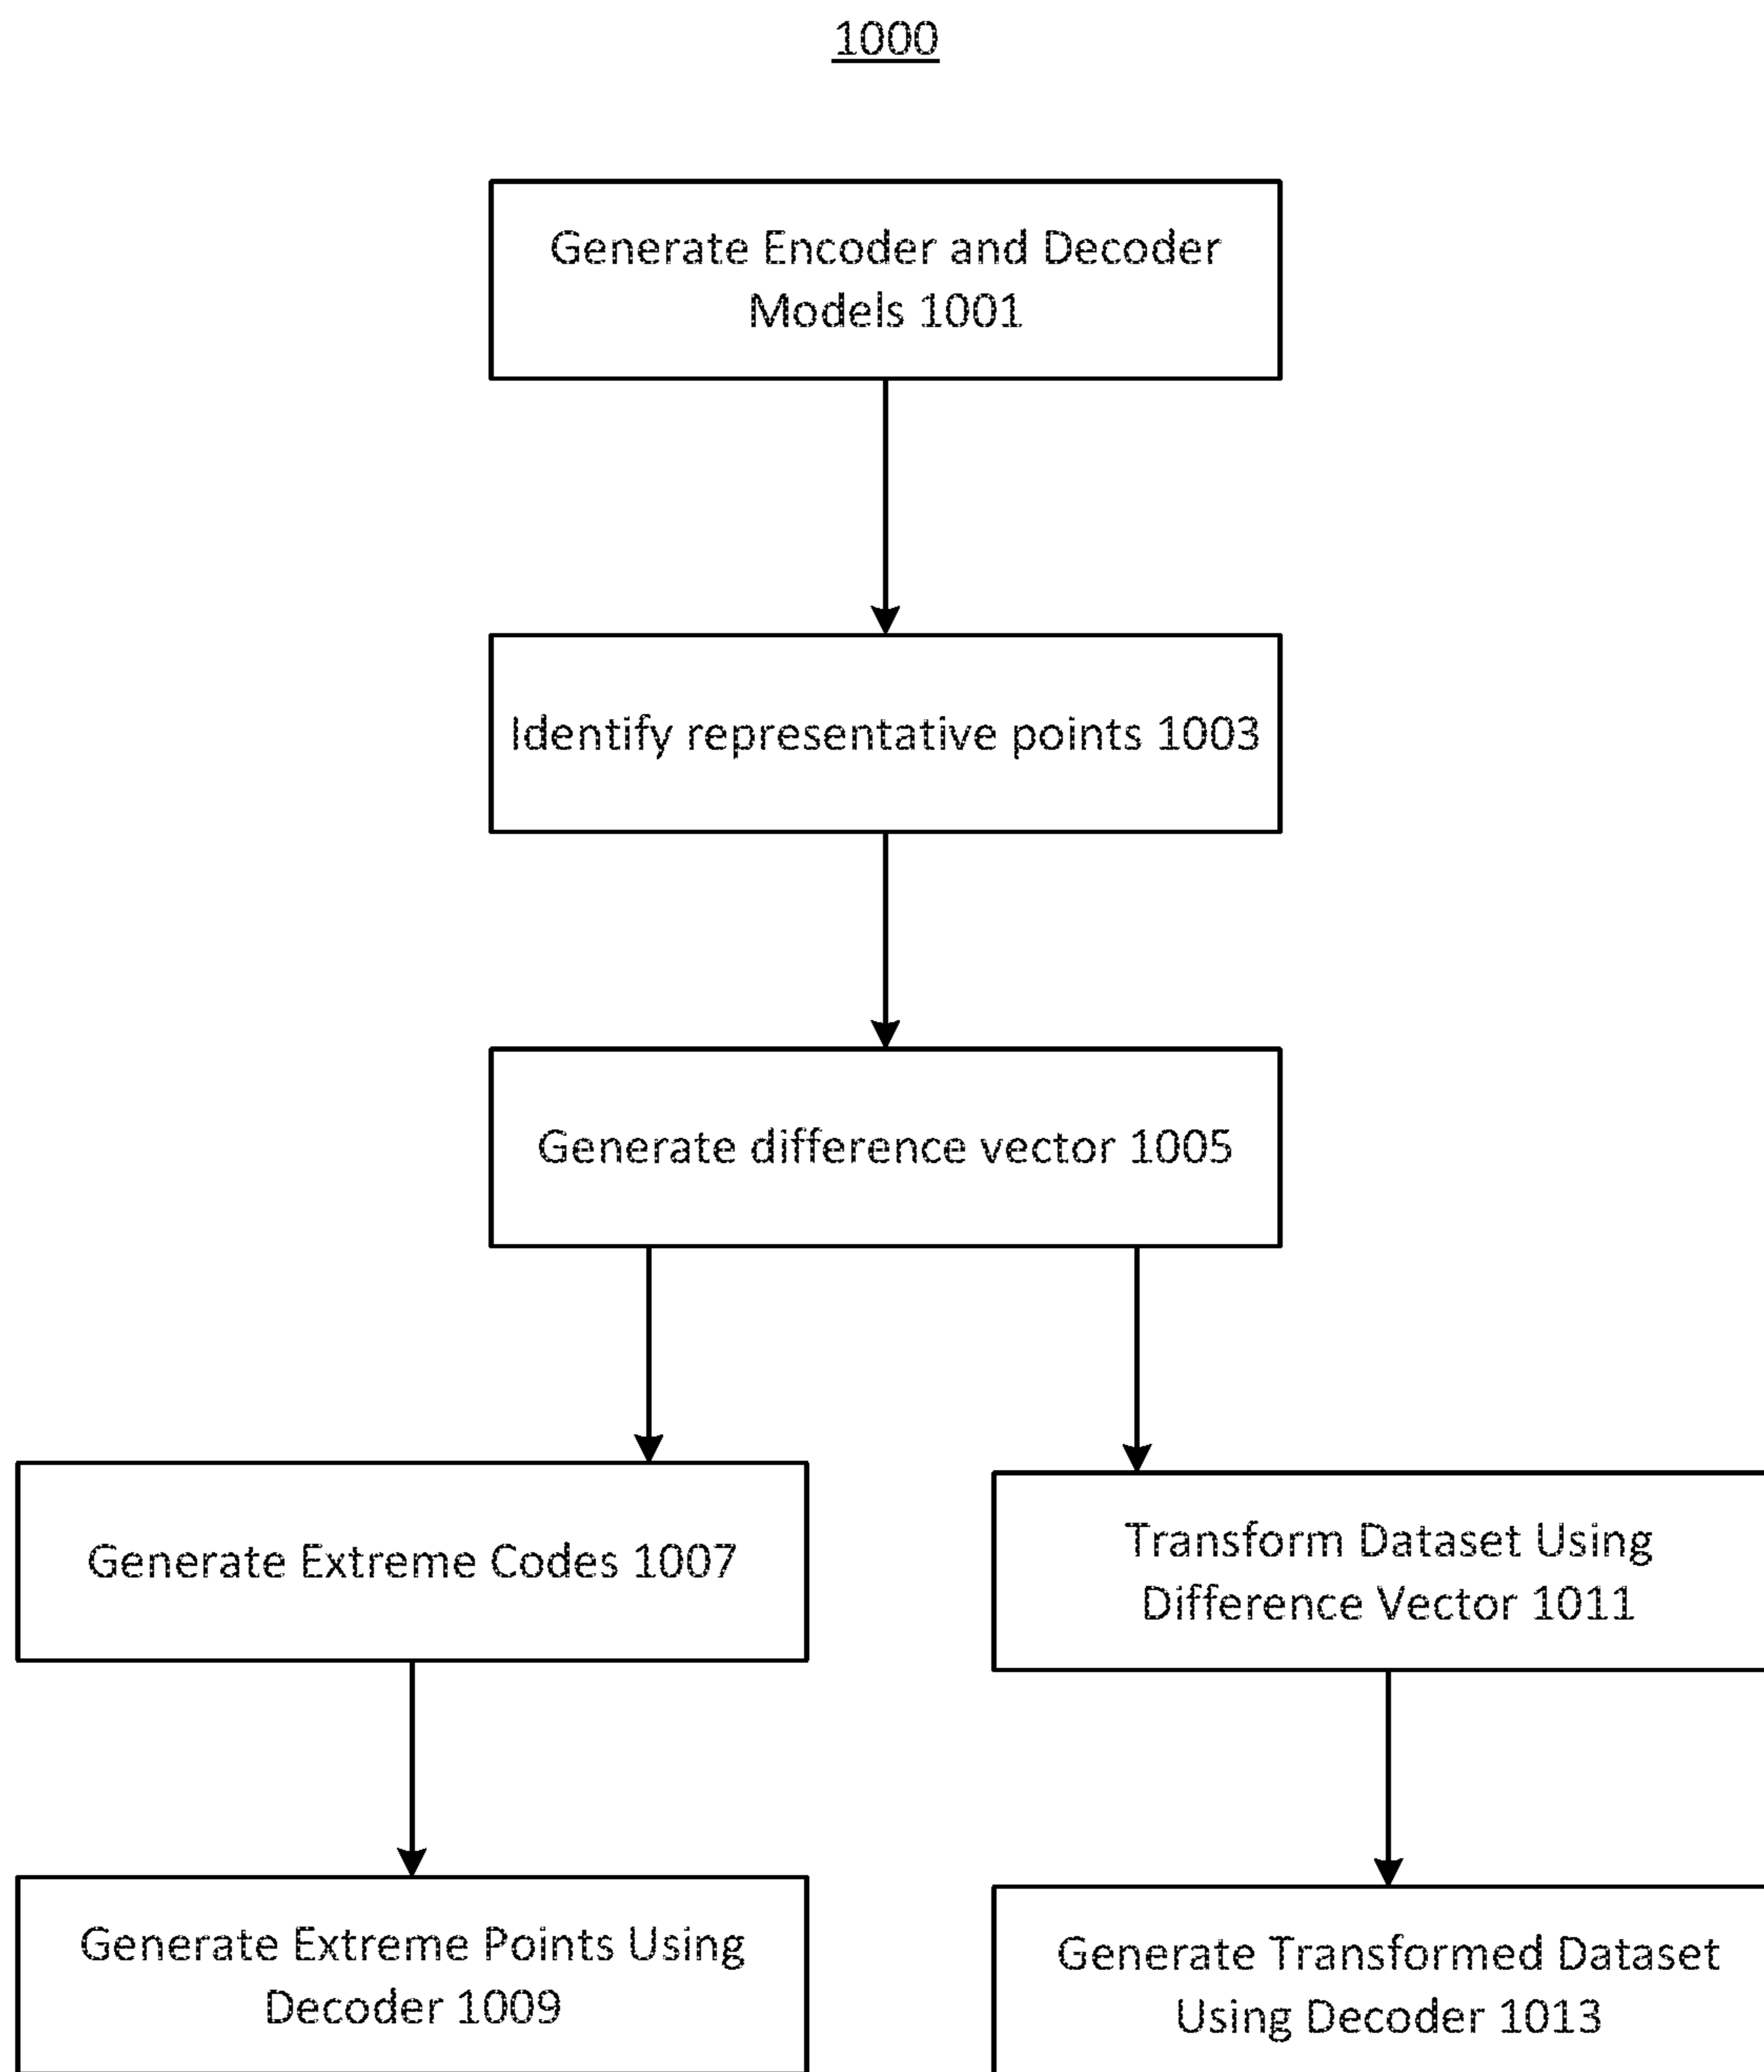 1000
Generate Encoder and Decoder
Models 1001
Identify representative points 1003
Generate difference vector 1005
Generate Extreme Codes 1007
Transform Dataset Using
Difference Vector 1011
Generate Extreme Points Using
Decoder 1009
Generate Transformed Dataset
Using Decoder 1013